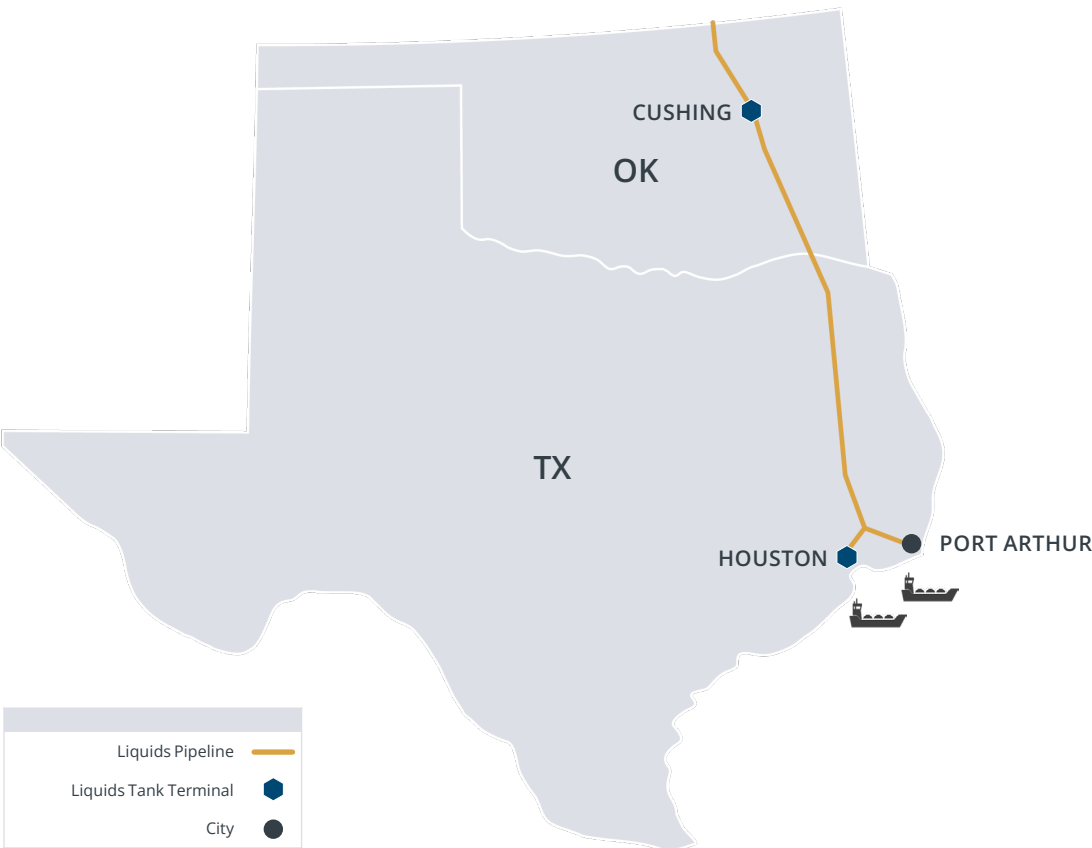 CUSHING
OK
TX
PORT ARTHUR
HOUSTON
Liquids Pipeline
Liquids Tank Terminal
City